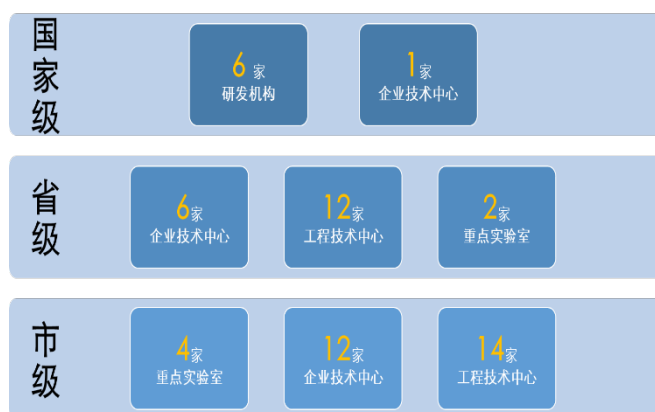 国家级
6 家
研发机构
1 家
企业技术中心
省级
6家
企业技术中心
12家
工程技术中心
2家
重点实验室
市级
4家
重点实验室
12家
企业技术中心
14家
工程技术中心